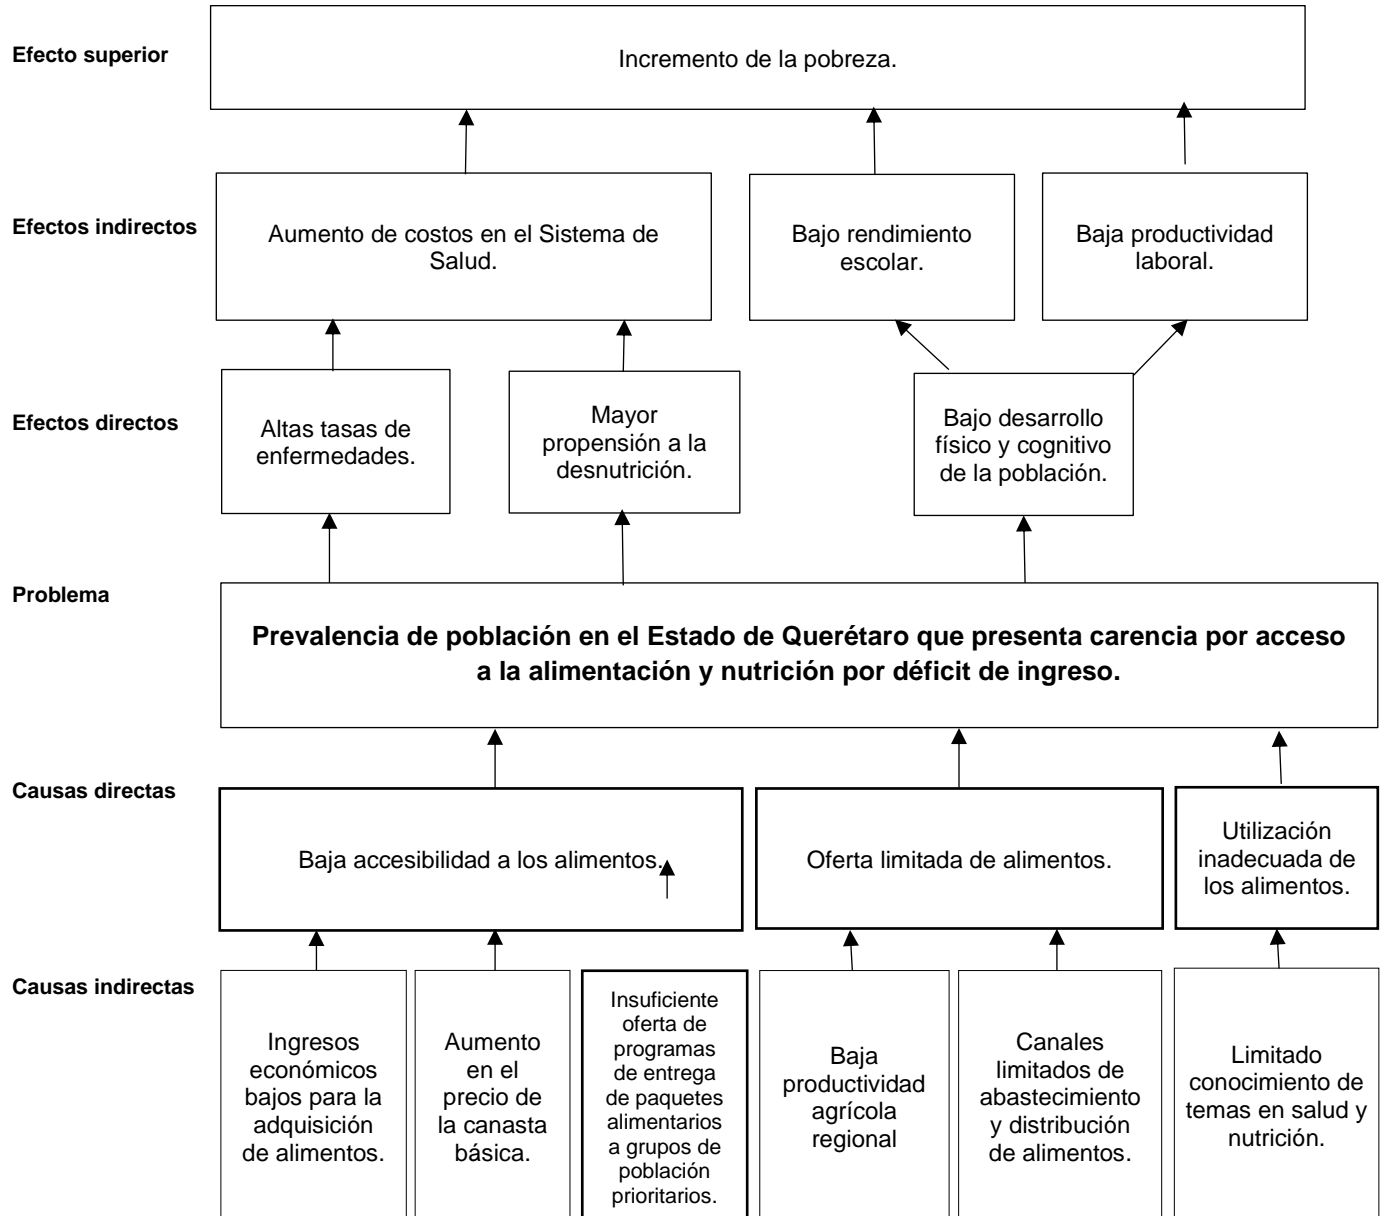 Efecto superior
Incremento de la pobreza.
Efectos indirectos
Aumento de costos en el Sistema de
Salud.
Bajo rendimiento
escolar.
Baja productividad
laboral.
Efectos directos
Altas tasas de
enfermedades.
Mayor
propensión a la
desnutrición.
Bajo desarrollo
físico y cognitivo
de la población.
Problema
Prevalencia de población en el Estado de Querétaro que presenta carencia por acceso
a la alimentación y nutrición por déficit de ingreso.
Causas directas
Baja accesibilidad a los alimentos.
Oferta limitada de alimentos.
Utilización
inadecuada de
los alimentos.
Causas indirectas
Ingresos
económicos
bajos para la
adquisición
de alimentos.
Aumento
en el
precio de
la canasta
básica.
Insuficiente
oferta de
programas
de entrega
de paquetes
alimentarios
a grupos de
población
prioritarios.
Baja
productividad
agrícola
regional
Canales
limitados de
abastecimiento
y distribución
de alimentos.
Limitado
conocimiento de
temas en salud y
nutrición.